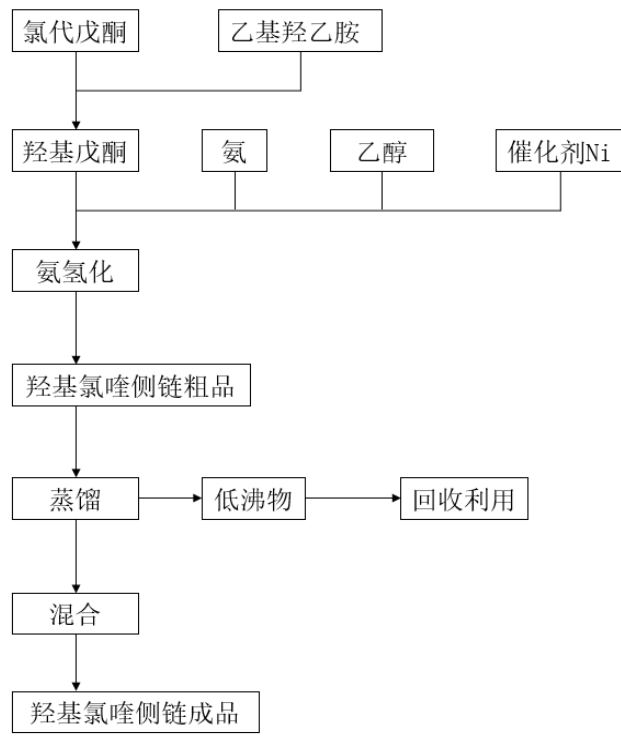 氯代戊酮
乙基羟乙胺
羟基戊酮
氨
乙醇
催化剂Ni
氨氢化
羟基氯喹侧链粗品
蒸馏
低沸物
回收利用
混合
羟基氯喹侧链成品